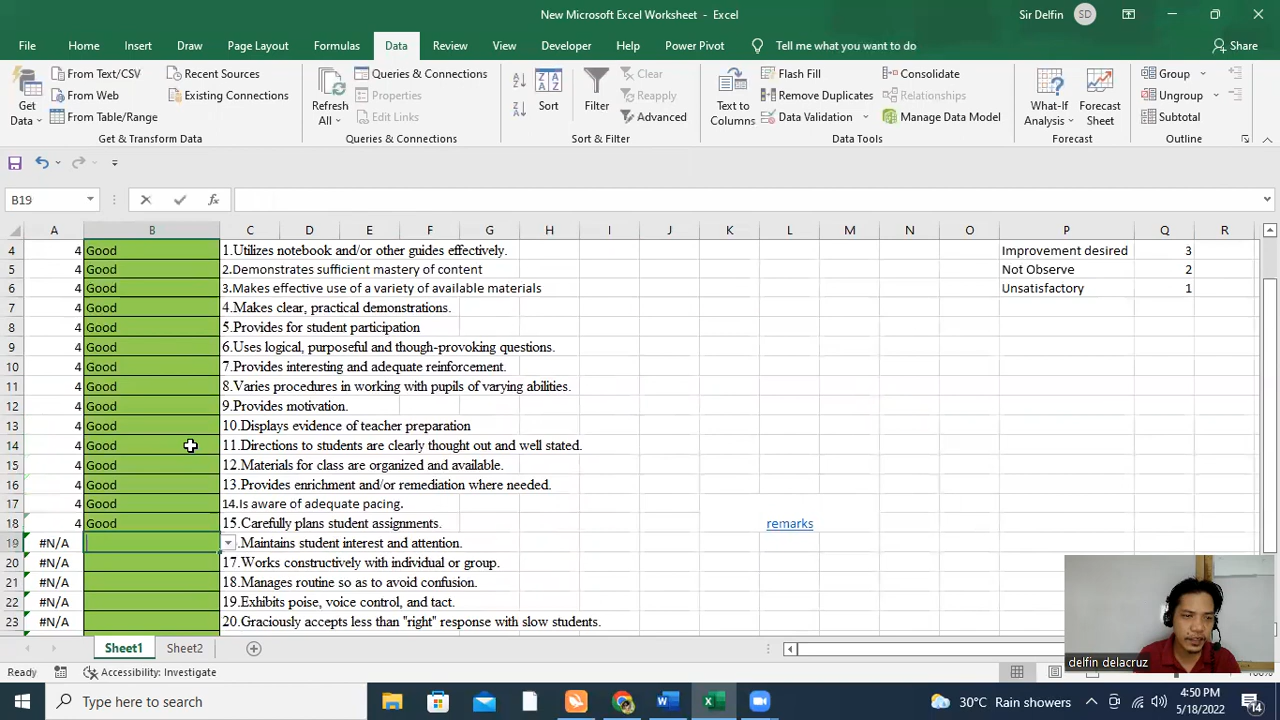 New Microsoft Excel Worksheet - Excel
Sir Delfin SD
File Home Insert Draw Page Layout Formulas Data Review View Developer Help Power Pivot Tell me what you want to do Share
Get Data
From Text/CSV
From Web
From Table/Range
Recent Sources
Existing Connections
Refresh All
Queries & Connections
Properties
Edit Links
Sort
Filter
Clear
Reapply
Advanced
Text to Columns
Flash Fill
Remove Duplicates
Data Validation
Consolidate
Relationships
Manage Data Model
What-If Analysis
Forecast Sheet
Group
Ungroup
Subtotal
Get & Transform Data Queries & Connections Sort & Filter Data Tools Forecast Outline
B19 fx
A B C D E F G H I J K L M N O P Q R
4 4 Good 1.Utilizes notebook and/or other guides effectively. Improvement desired 3
5 4 Good 2.Demonstrates sufficient mastery of content Not Observe 2
6 4 Good 3.Makes effective use of a variety of available materials Unsatisfactory 1
7 4 Good 4.Makes clear, practical demonstrations.
8 4 Good 5.Provides for student participation
9 4 Good 6.Uses logical, purposeful and though-provoking questions.
10 4 Good 7.Provides interesting and adequate reinforcement.
11 4 Good 8.Varies procedures in working with pupils of varying abilities.
12 4 Good 9.Provides motivation.
13 4 Good 10.Displays evidence of teacher preparation
14 4 Good 11.Directions to students are clearly thought out and well stated.
15 4 Good 12.Materials for class are organized and available.
16 4 Good 13.Provides enrichment and/or remediation where needed.
17 4 Good 14.Is aware of adequate pacing.
18 4 Good 15.Carefully plans student assignments. remarks
19 #N/A .Maintains student interest and attention.
20 #N/A 17.Works constructively with individual or group.
21 #N/A 18.Manages routine so as to avoid confusion.
22 #N/A 19.Exhibits poise, voice control, and tact.
23 #N/A 20.Graciously accepts less than "right" response with slow students.
Sheet1 Sheet2
delfin delacruz
Ready Accessibility: Investigate
Type here to search
30°C Rain showers
4:50 PM
5/18/2022
14